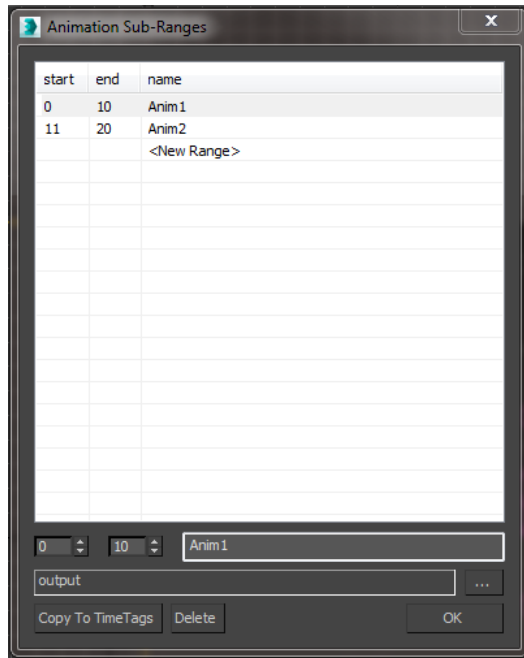 Animation Sub-Ranges X
start end name
0 10 Anim1
11 20 Anim2
<New Range>
0 10 Anim1
output ...
Copy To TimeTags Delete OK